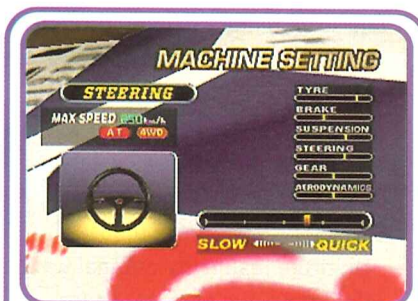 MACHINE SETTING
STEERING
MAX SPEED 250km/h
AT 4WD
TYRE
BRAKE
SUSPENSION
STEERING
GEAR
AERODYNAMICS
SLOW QUICK